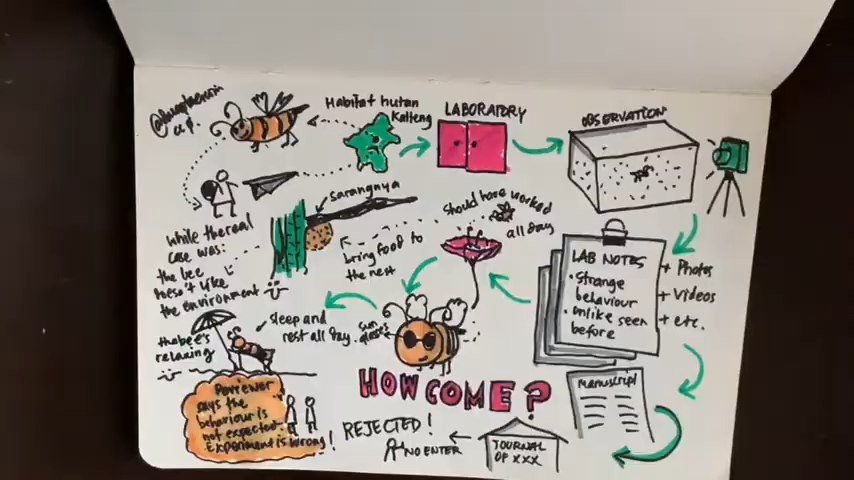 Habitat hutan
Kalteng
LABORATORY
OBSERVATION
sarangnya
should have worked
all day
bring food to
the nest
while the real
case was:
the bee
doesn't like
the environment
LAB NOTES
• strange
behaviour
• unlike seen
before
+ Photos
+ Videos
+ etc.
sleep and
rest all day.
sun
glasses
the bee's
relaxing
HOW COME?
manuscript
Reviewer
says the
behaviour is
not expected.
Experiment is wrong!
REJECTED!
NO ENTER
JOURNAL
OF XXX